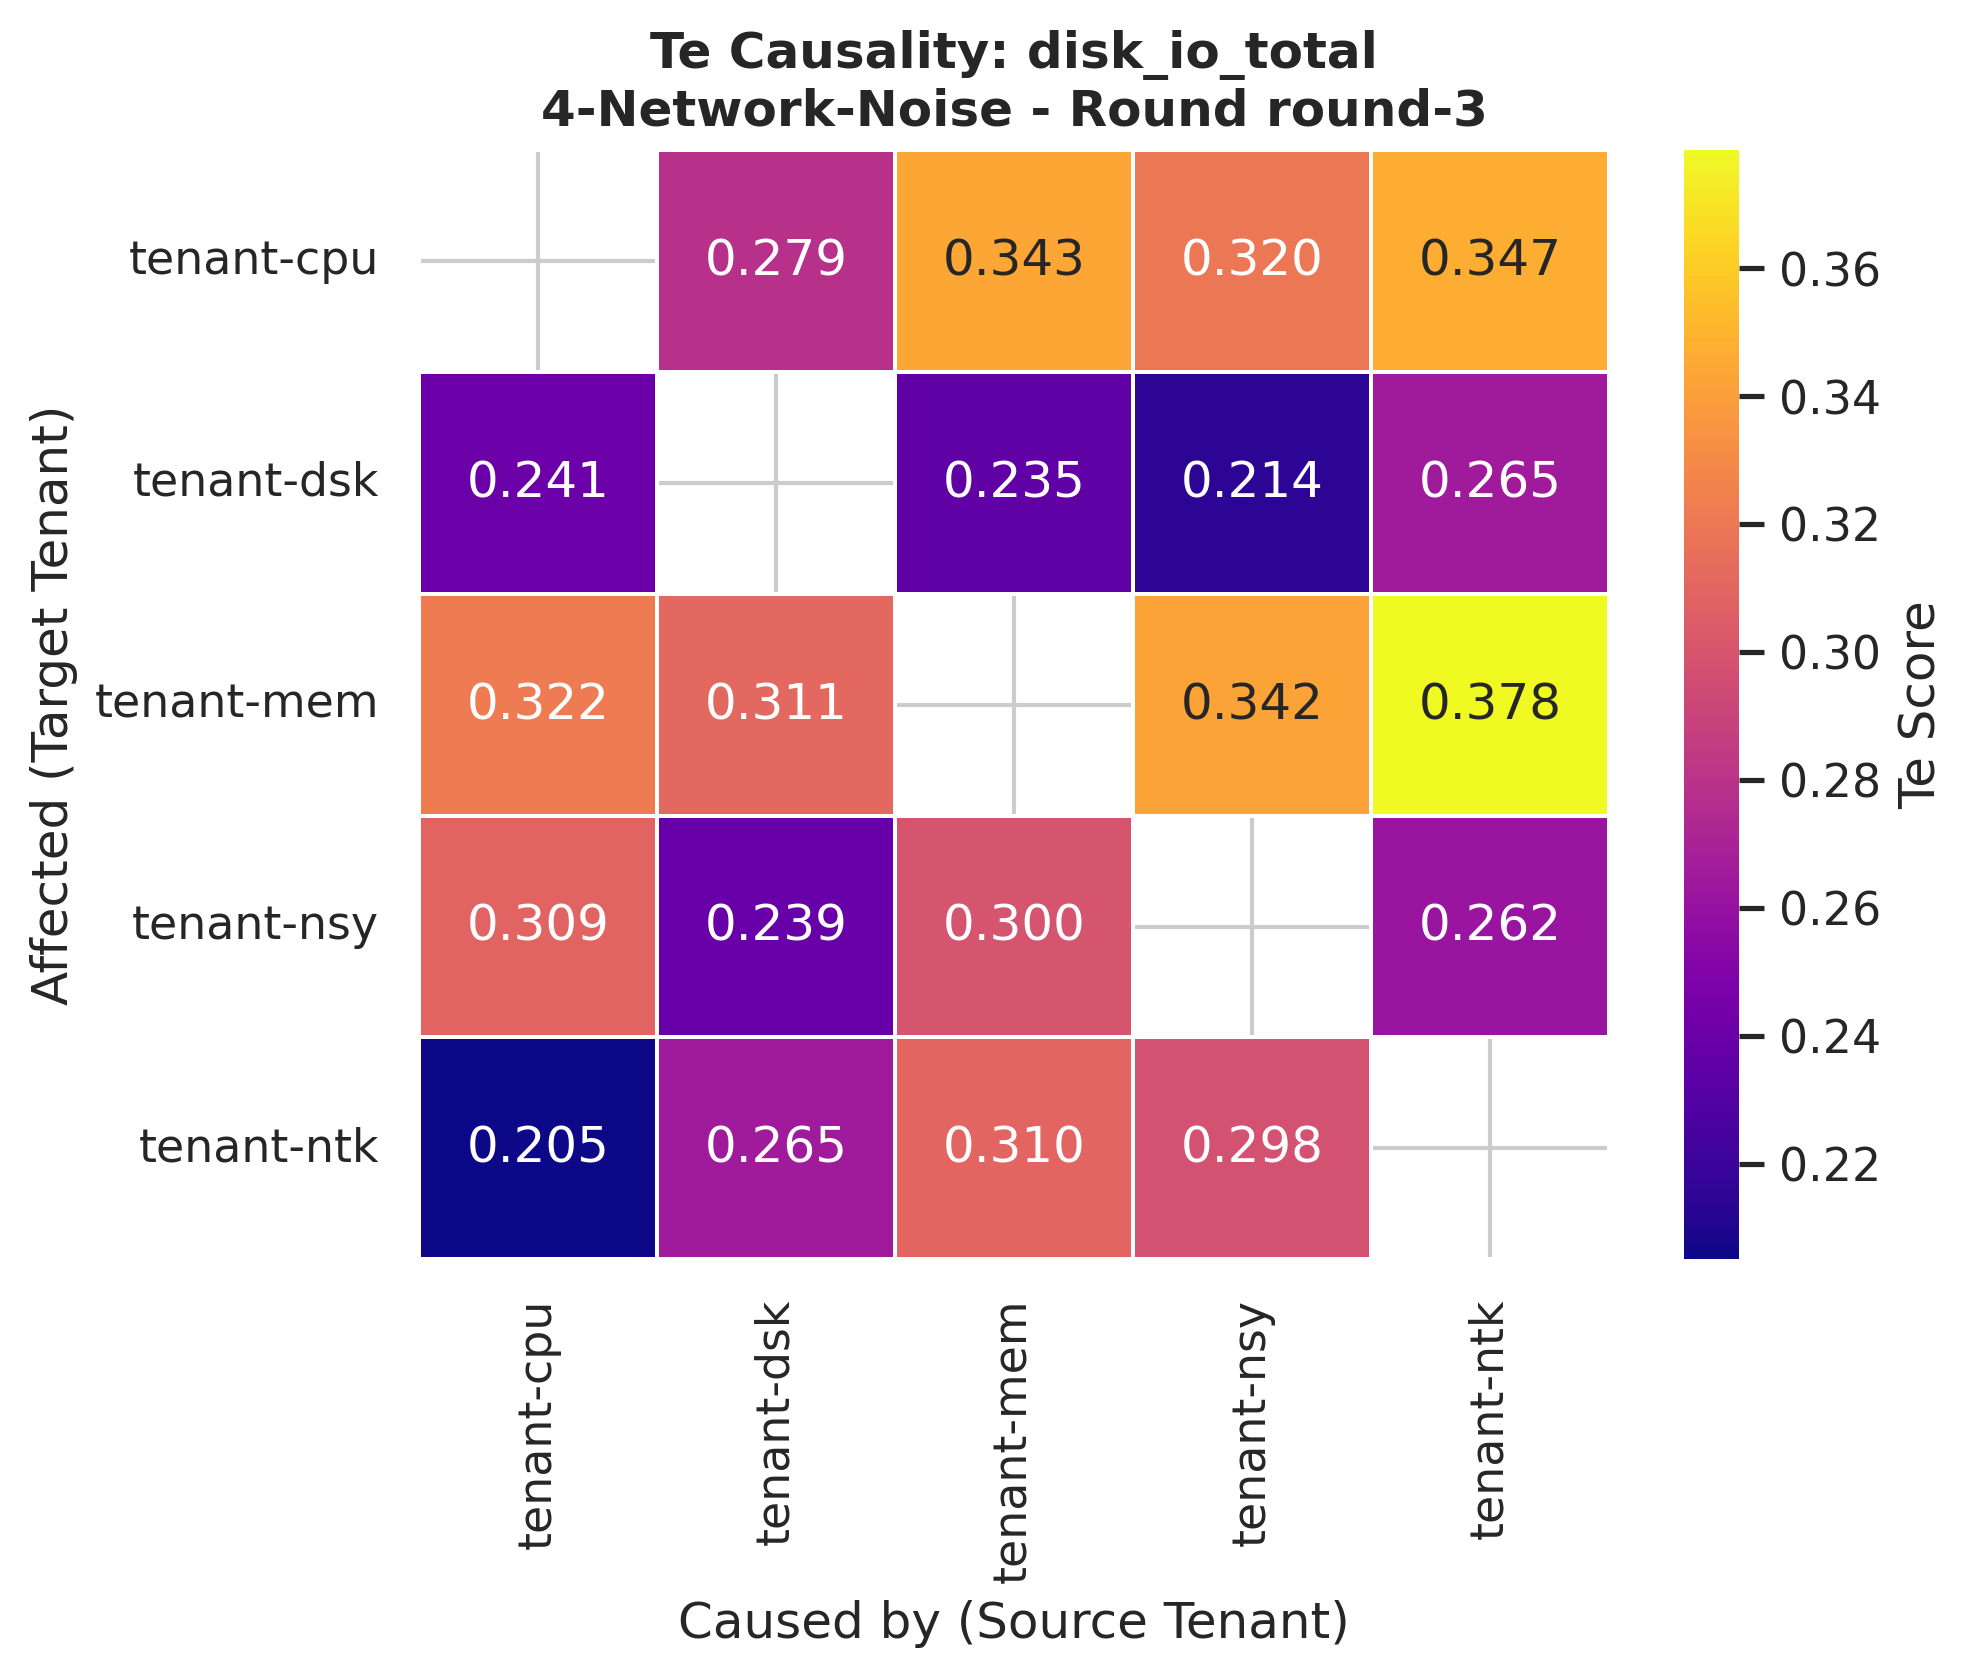 Te Causality: disk_io_total
4-Network-Noise - Round round-3
tenant-cpu
0.279
0.343
0.320
0.347
tenant-dsk
0.241
0.235
0.214
0.265
tenant-mem
0.322
0.311
0.342
0.378
tenant-nsy
0.309
0.239
0.300
0.262
tenant-ntk
0.205
0.265
0.310
0.298
Affected (Target Tenant)
tenant-cpu
tenant-dsk
tenant-mem
tenant-nsy
tenant-ntk
Caused by (Source Tenant)
0.36
0.34
0.32
0.30
0.28
0.26
0.24
0.22
Te Score